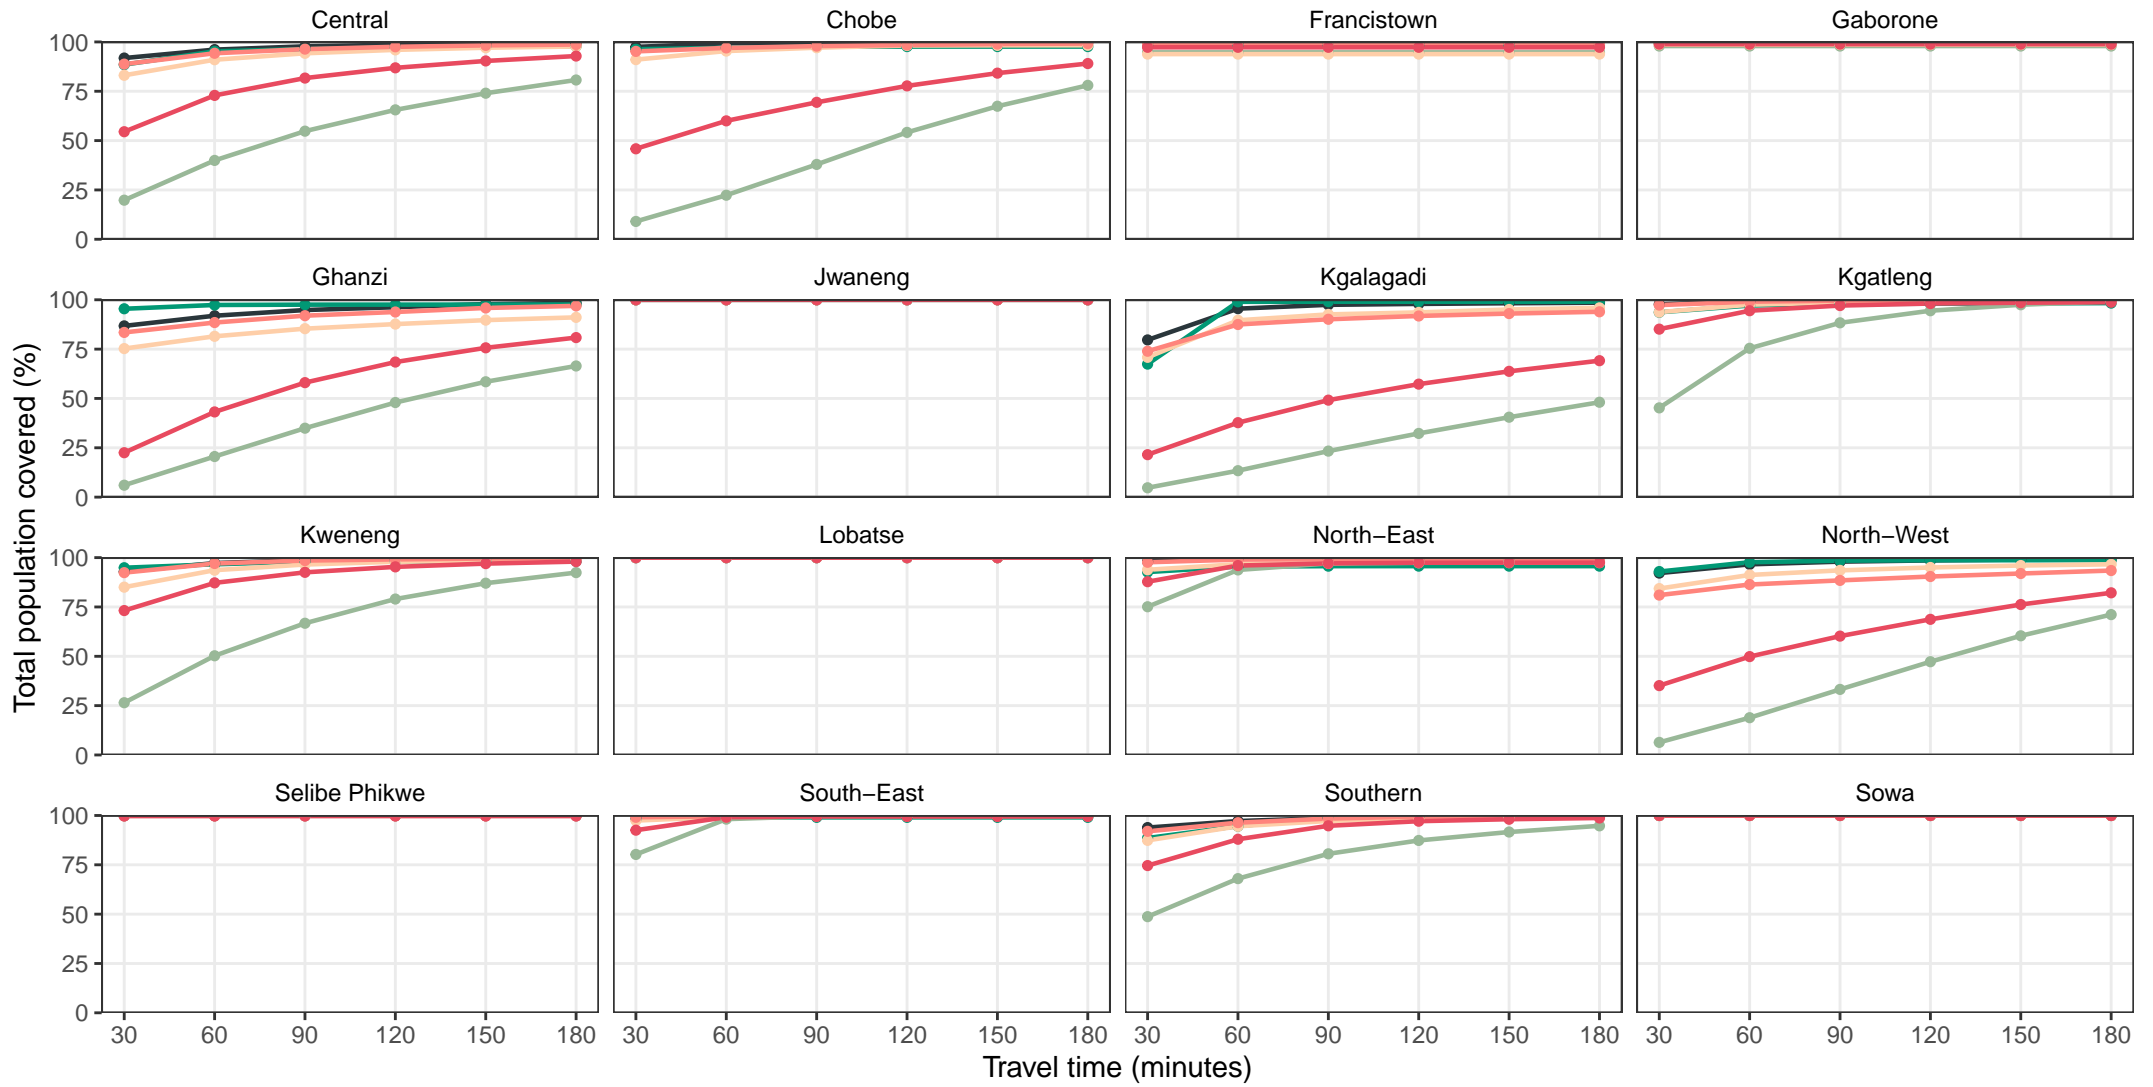 Central Chobe Francistown Gaborone
100
75
50
25
0
Ghanzi Jwaneng Kgalagadi Kgatleng
100
75
50
25
0
Total population covered (%)
Kweneng Lobatse North−East North−West
100
75
50
25
0
Selibe Phikwe South−East Southern Sowa
100
75
50
25
0
30 60 90 120 150 180 30 60 90 120 150 180 30 60 90 120 150 180 30 60 90 120 150 180
Travel time (minutes)